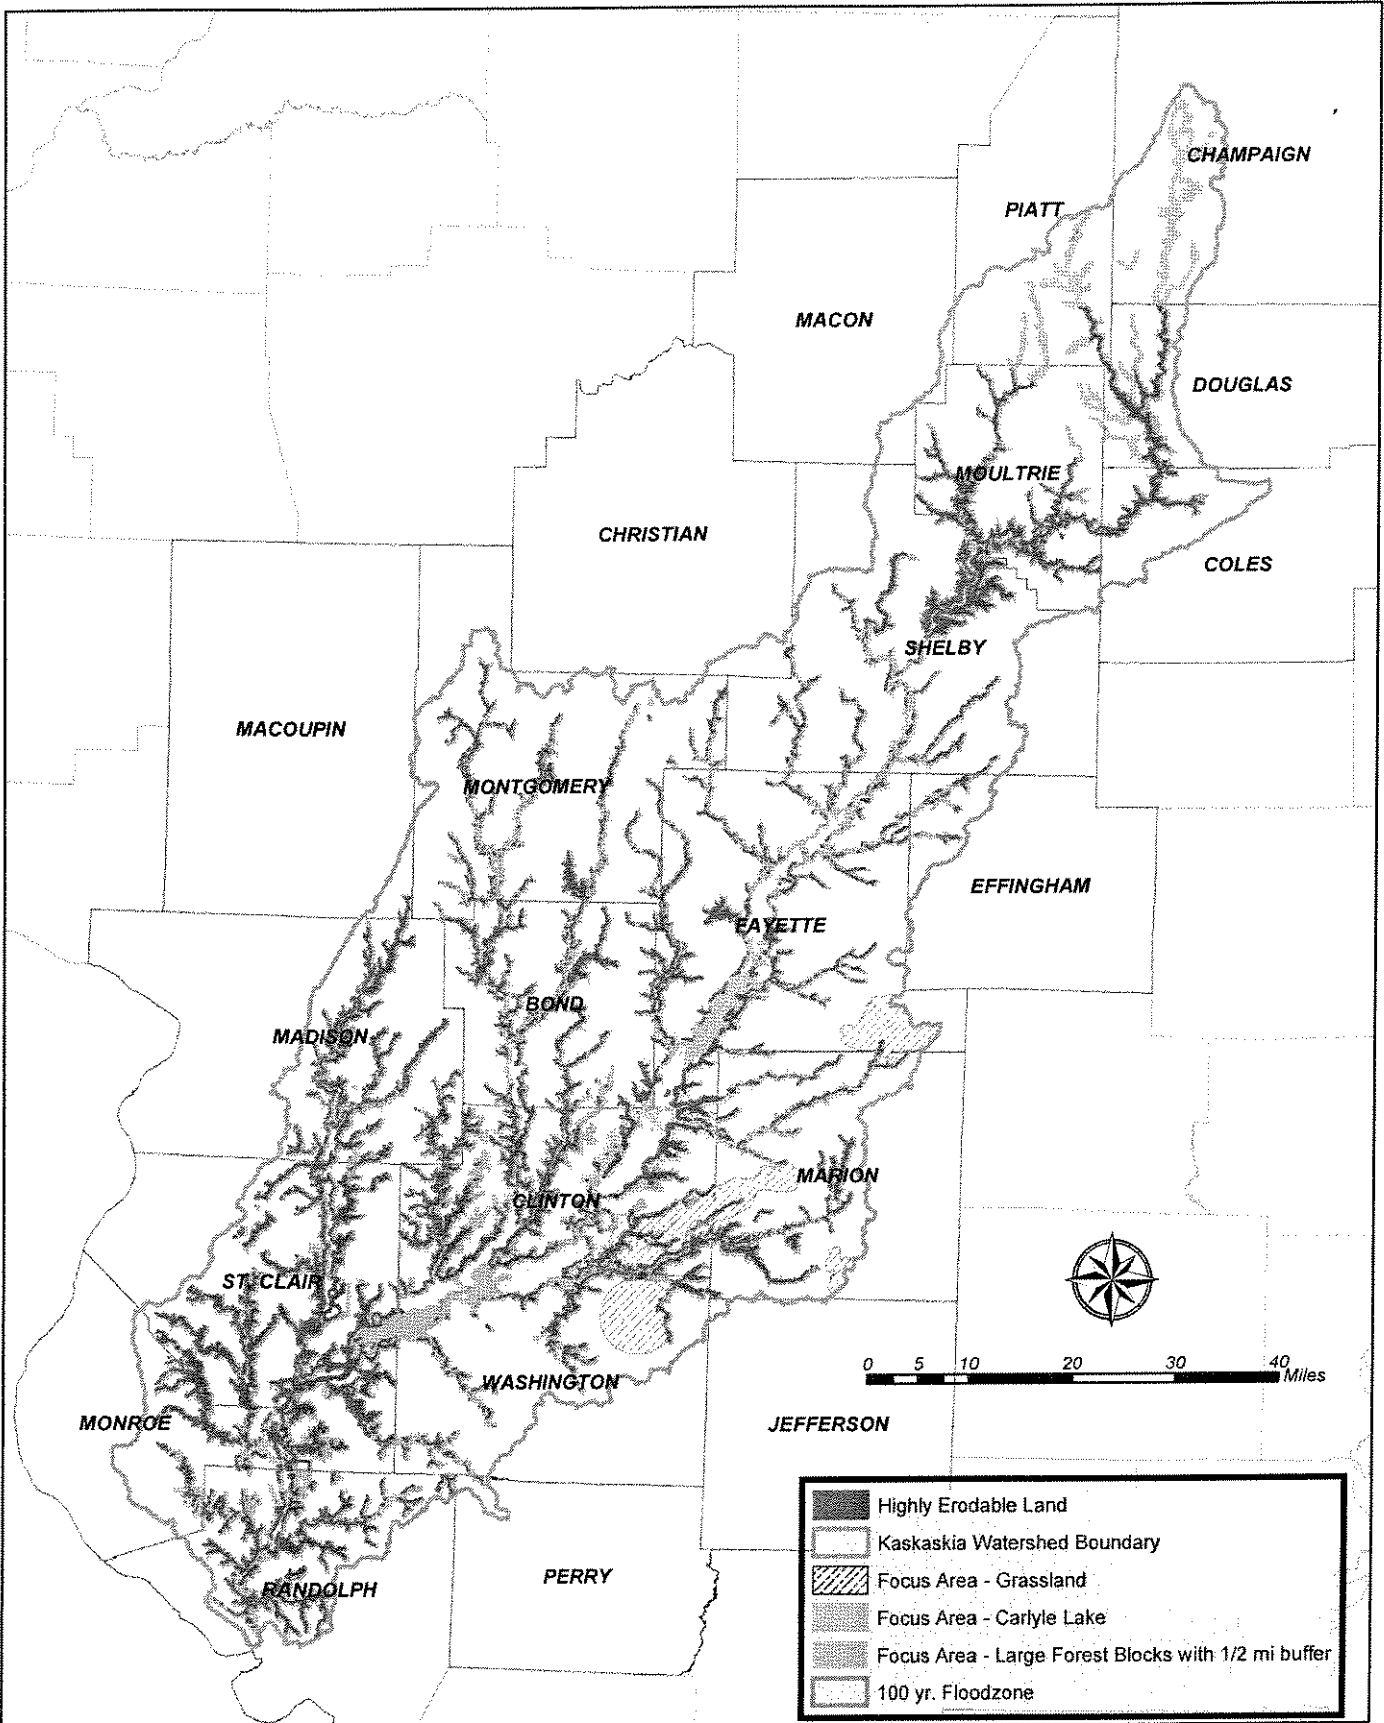 CHAMPAIGN
PIATT
MACON
DOUGLAS
MOULTRIE
CHRISTIAN
COLES
SHELBY
MACOUPIN
MONTGOMERY
EFFINGHAM
FAYETTE
BOND
MADISON
MARION
CLINTON
ST. CLAIR
WASHINGTON
MONROE
JEFFERSON
PERRY
RANDOLPH
0 5 10 20 30 40
Miles
Highly Erodable Land
Kaskaskia Watershed Boundary
Focus Area - Grassland
Focus Area - Carlyle Lake
Focus Area - Large Forest Blocks with 1/2 mi buffer
100 yr. Floodzone